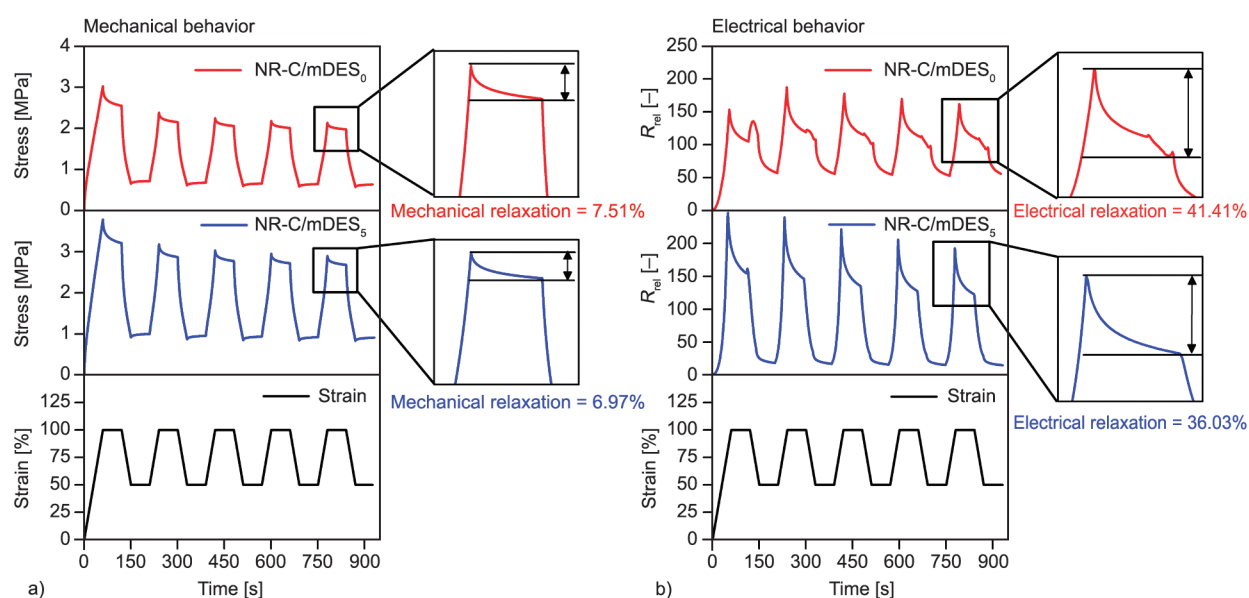 Mechanical behavior
4
3
2
1
0
Stress [MPa]
NR-C/mDES0
Mechanical relaxation = 7.51%
3
2
1
0
Stress [MPa]
NR-C/mDES5
Mechanical relaxation = 6.97%
125
100
75
50
25
0
Strain [%]
Strain
0 150 300 450 600 750 900
Time [s]
a)
Electrical behavior
250
200
150
100
50
0
Rrel [–]
NR-C/mDES0
Electrical relaxation = 41.41%
200
150
100
50
0
Rrel [–]
NR-C/mDES5
Electrical relaxation = 36.03%
125
100
75
50
25
0
Strain [%]
Strain
0 150 300 450 600 750 900
Time [s]
b)